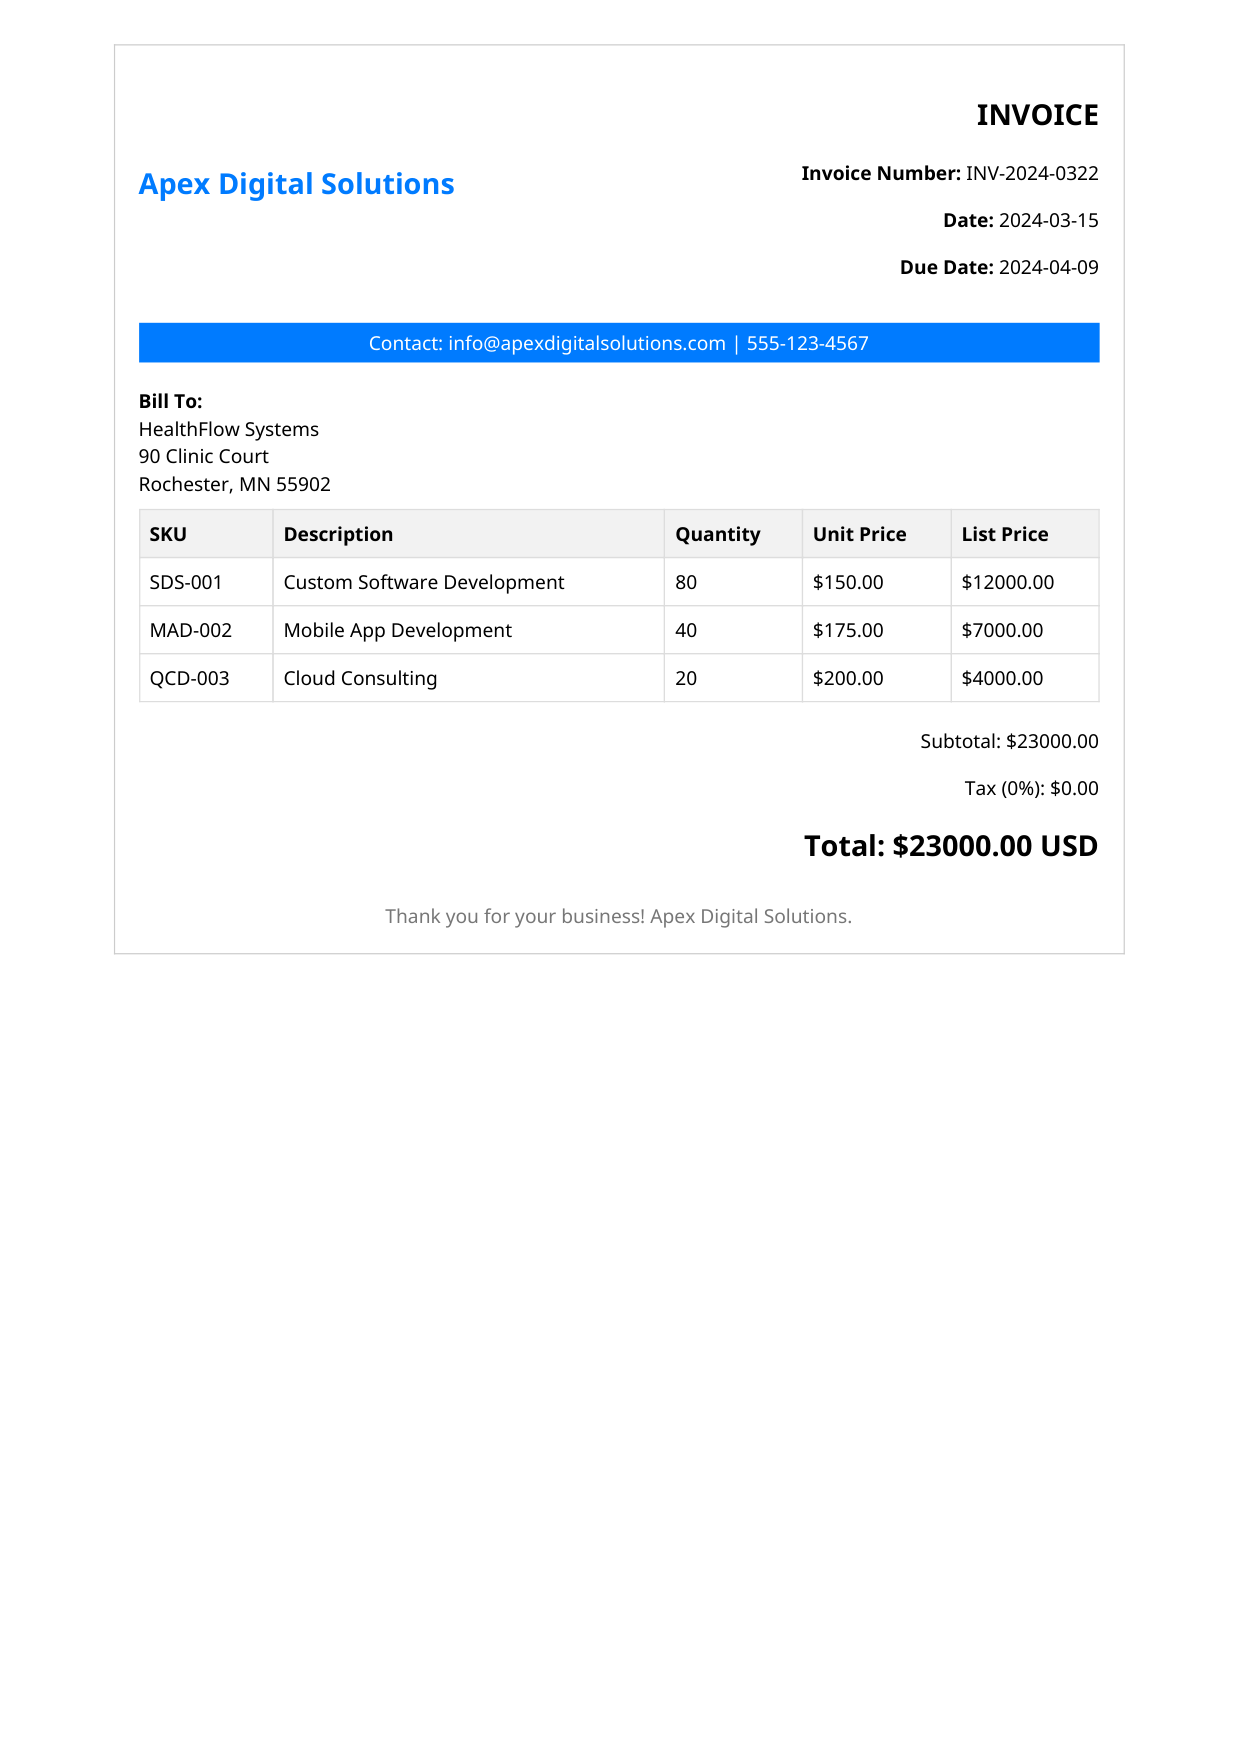 INVOICE
Apex Digital Solutions
Invoice Number: INV-2024-0322
Date: 2024-03-15
Due Date: 2024-04-09
Contact: info@apexdigitalsolutions.com | 555-123-4567
Bill To:
HealthFlow Systems
90 Clinic Court
Rochester, MN 55902
SKU Description Quantity Unit Price List Price
SDS-001 Custom Software Development 80 $150.00 $12000.00
MAD-002 Mobile App Development 40 $175.00 $7000.00
QCD-003 Cloud Consulting 20 $200.00 $4000.00
Subtotal: $23000.00
Tax (0%): $0.00
Total: $23000.00 USD
Thank you for your business! Apex Digital Solutions.